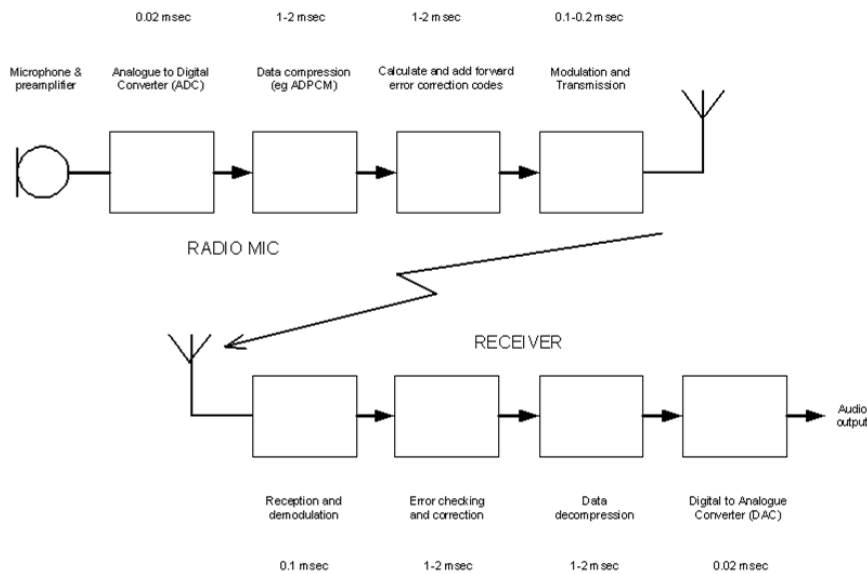 0.02 msec
1-2 msec
1-2 msec
0.1-0.2 msec
Microphone &
preamplifier
Analogue to Digital
Converter (ADC)
Data compression
(eg ADPCM)
Calculate and add forward
error correction codes
Modulation and
Transmission
RADIO MIC
RECEIVER
Audio
output
Reception and
demodulation
Error checking
and correction
Data
decompression
Digital to Analogue
Converter (DAC)
0.1 msec
1-2 msec
1-2 msec
0.02 msec